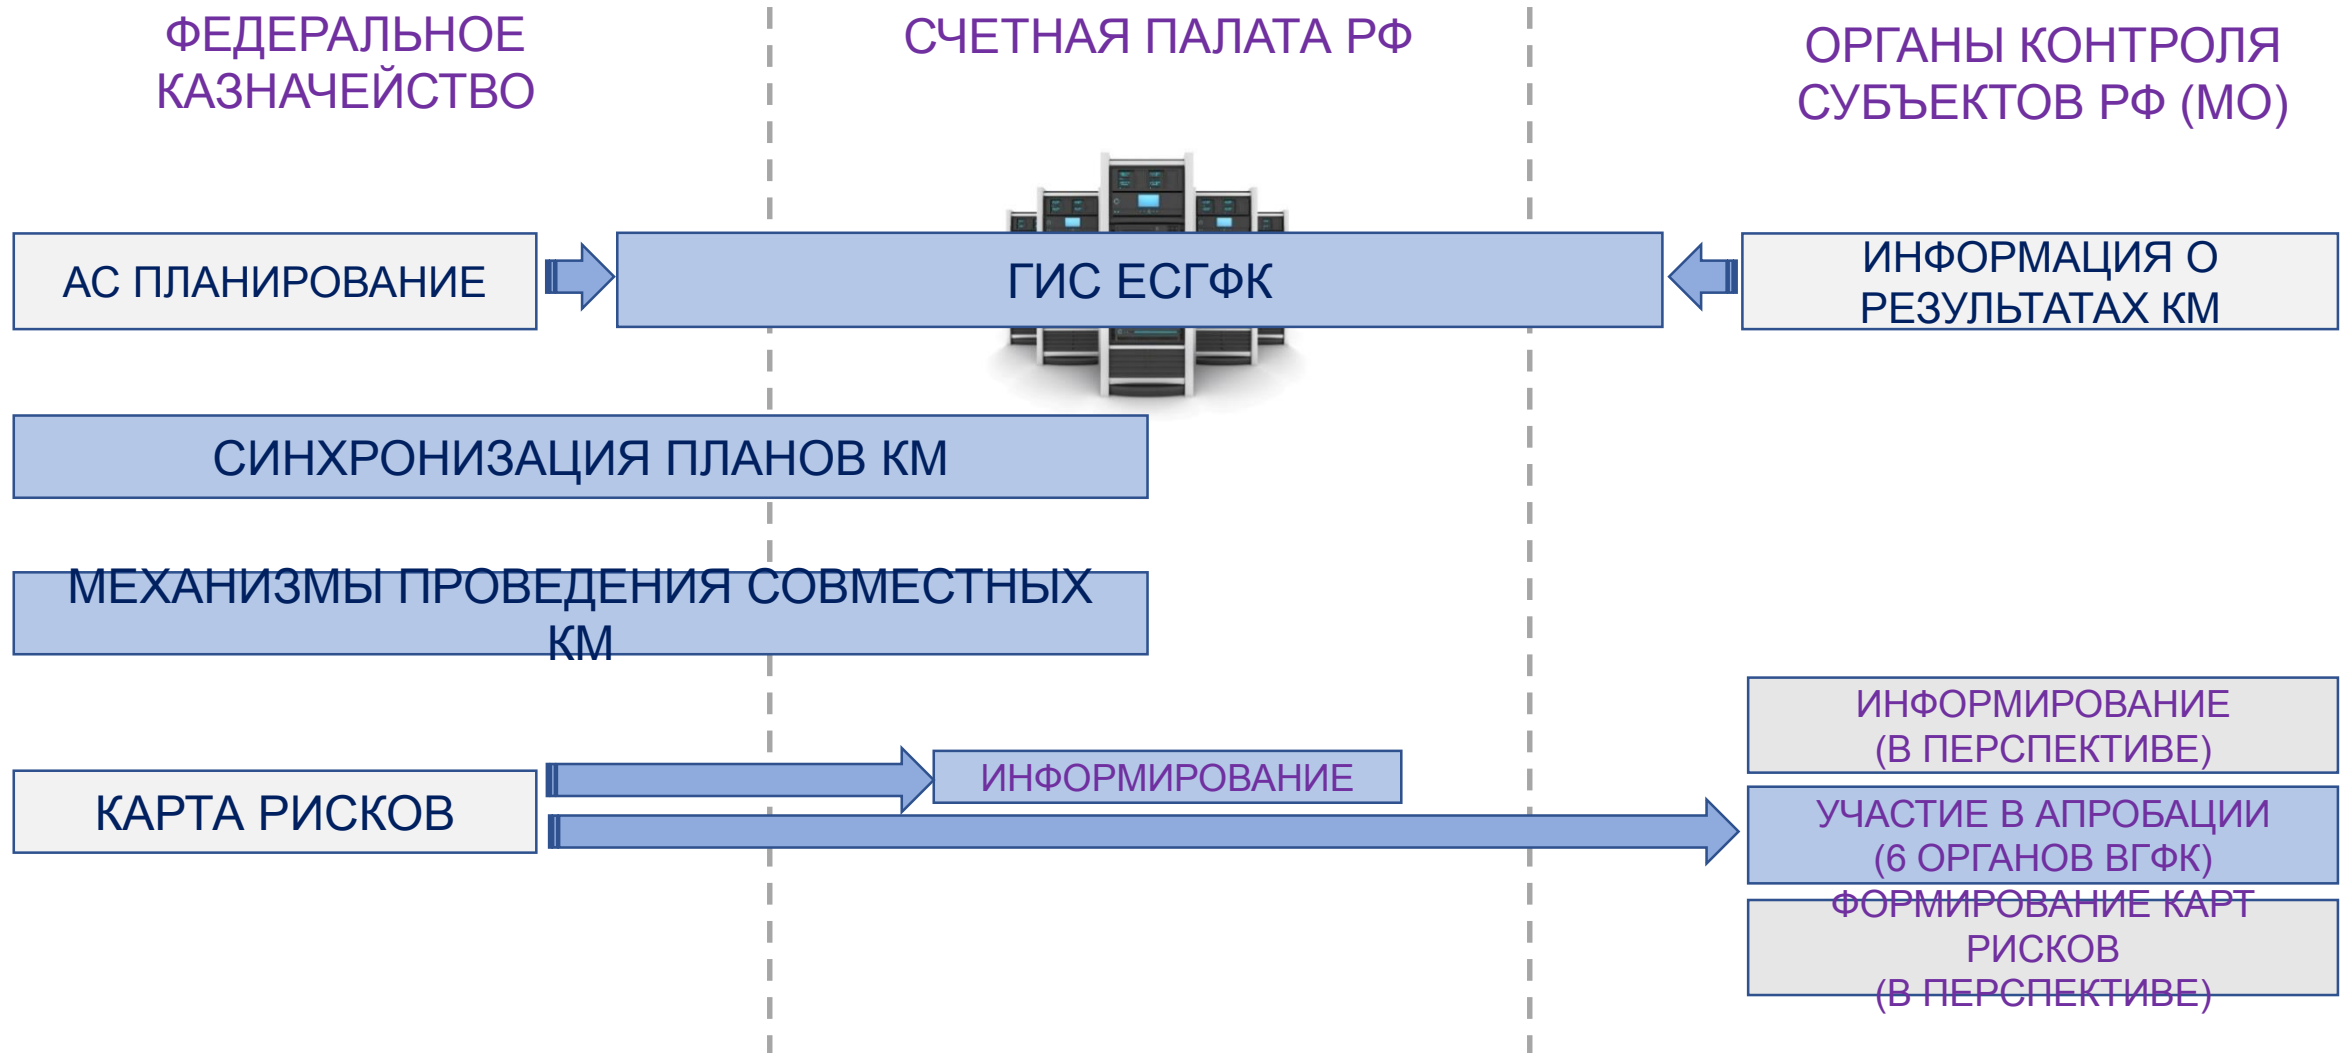 ФЕДЕРАЛЬНОЕ
КАЗНАЧЕЙСТВО
СЧЕТНАЯ ПАЛАТА РФ
ОРГАНЫ КОНТРОЛЯ
СУБЪЕКТОВ РФ (МО)
АС ПЛАНИРОВАНИЕ
ГИС ЕСГФК
ИНФОРМАЦИЯ О
РЕЗУЛЬТАТАХ КМ
СИНХРОНИЗАЦИЯ ПЛАНОВ КМ
МЕХАНИЗМЫ ПРОВЕДЕНИЯ СОВМЕСТНЫХ
КМ
КАРТА РИСКОВ
ИНФОРМИРОВАНИЕ
ИНФОРМИРОВАНИЕ
(В ПЕРСПЕКТИВЕ)
УЧАСТИЕ В АПРОБАЦИИ
(6 ОРГАНОВ ВГФК)
ФОРМИРОВАНИЕ КАРТ
РИСКОВ
(В ПЕРСПЕКТИВЕ)